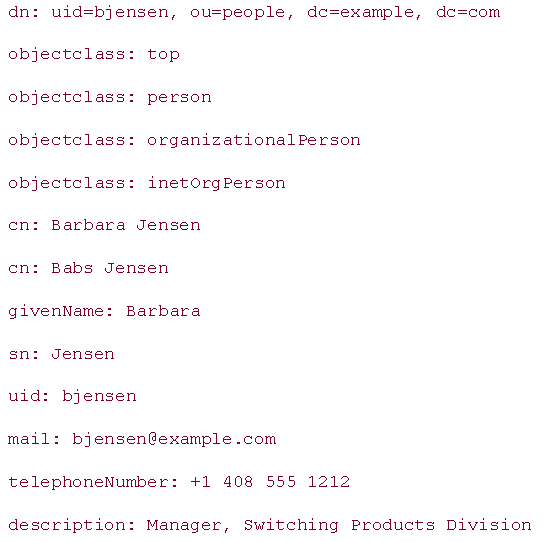 dn: uid=bjensen, ou=people, dc=example, dc=com
objectclass: top
objectclass: person
objectclass: organizationalPerson
objectclass: inetOrgPerson
cn: Barbara Jensen
cn: Babs Jensen
givenName: Barbara
sn: Jensen
uid: bjensen
mail: bjensen@example.com
telephoneNumber: +1 408 555 1212
description: Manager, Switching Products Division